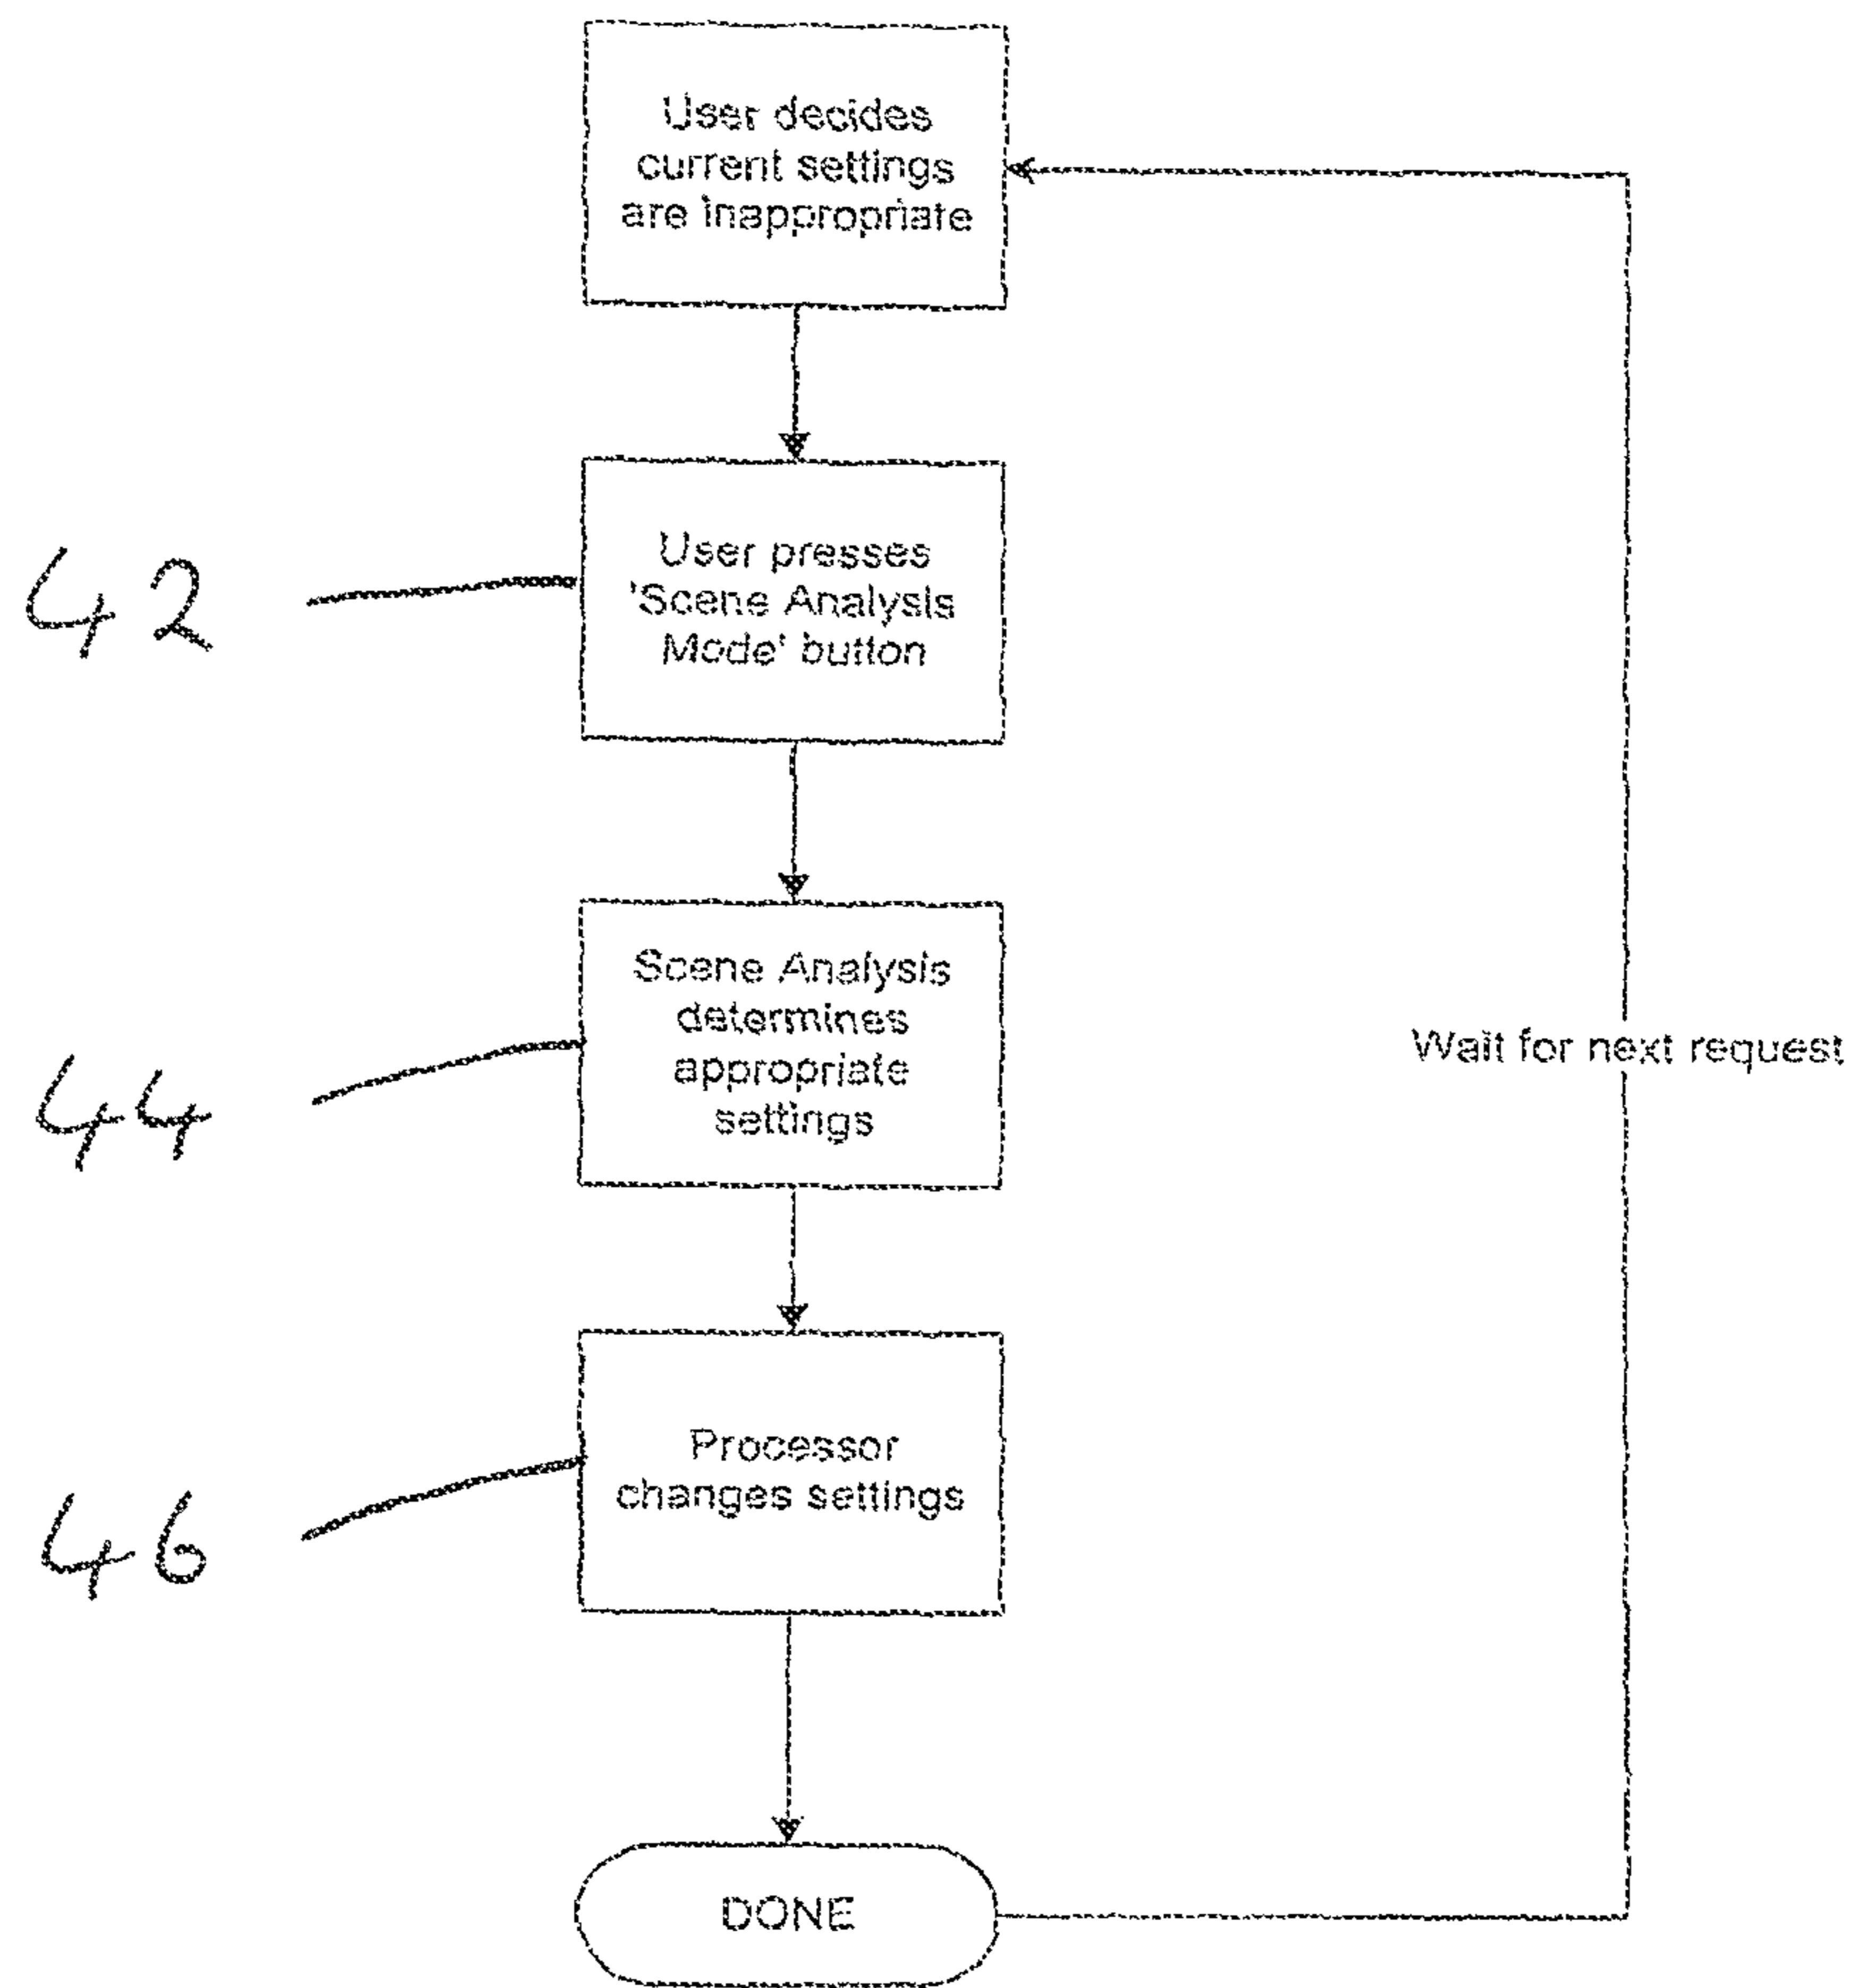 User decides
current settings
are inappropriate
42
User presses
'Scene Analysis
Mode' button
44
Scene Analysis
determines
appropriate
settings
Wait for next request
46
Processor
changes settings
DONE